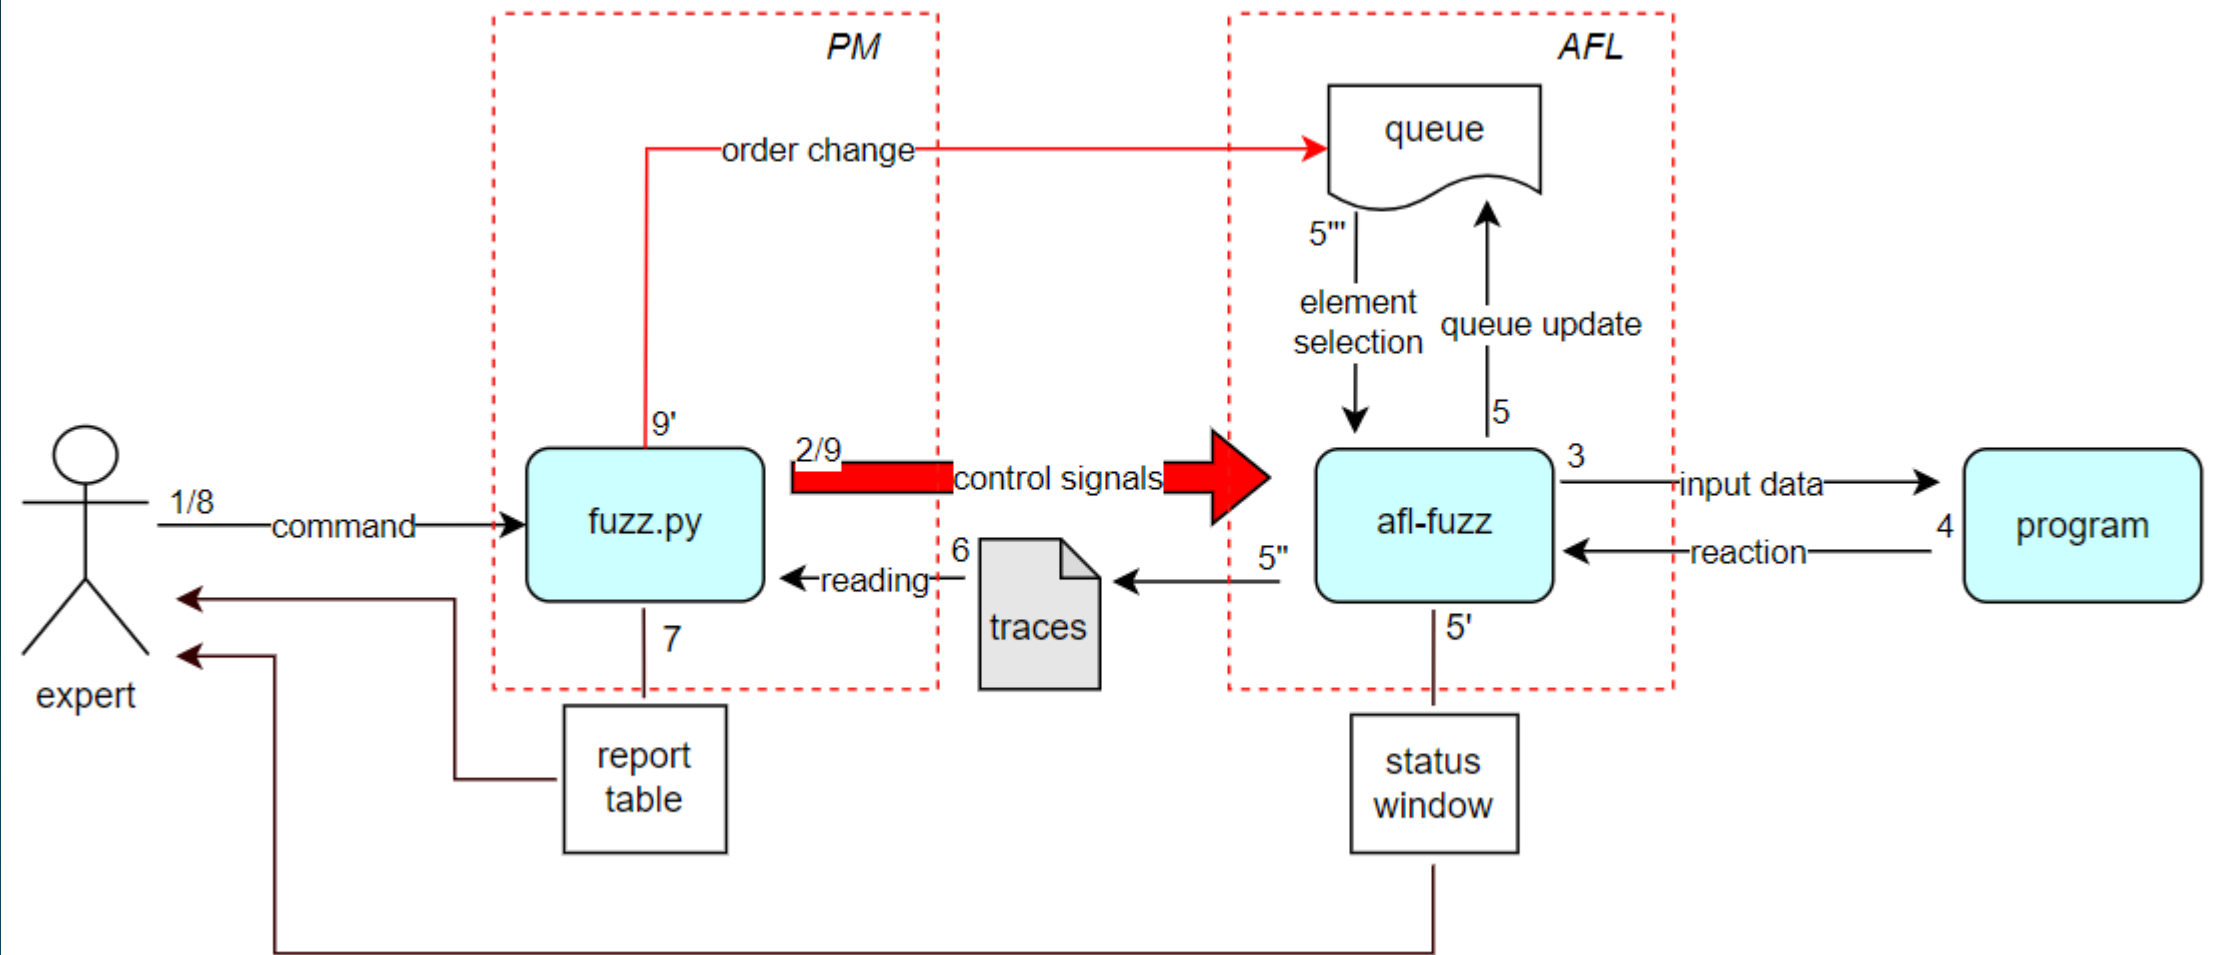 PM
AFL
queue
order change
5'''
element
selection
queue update
9'
5
2/9
control signals
3
input data
1/8
command
fuzz.py
afl-fuzz
4
program
reaction
6
reading
5''
traces
7
5'
expert
report
table
status
window